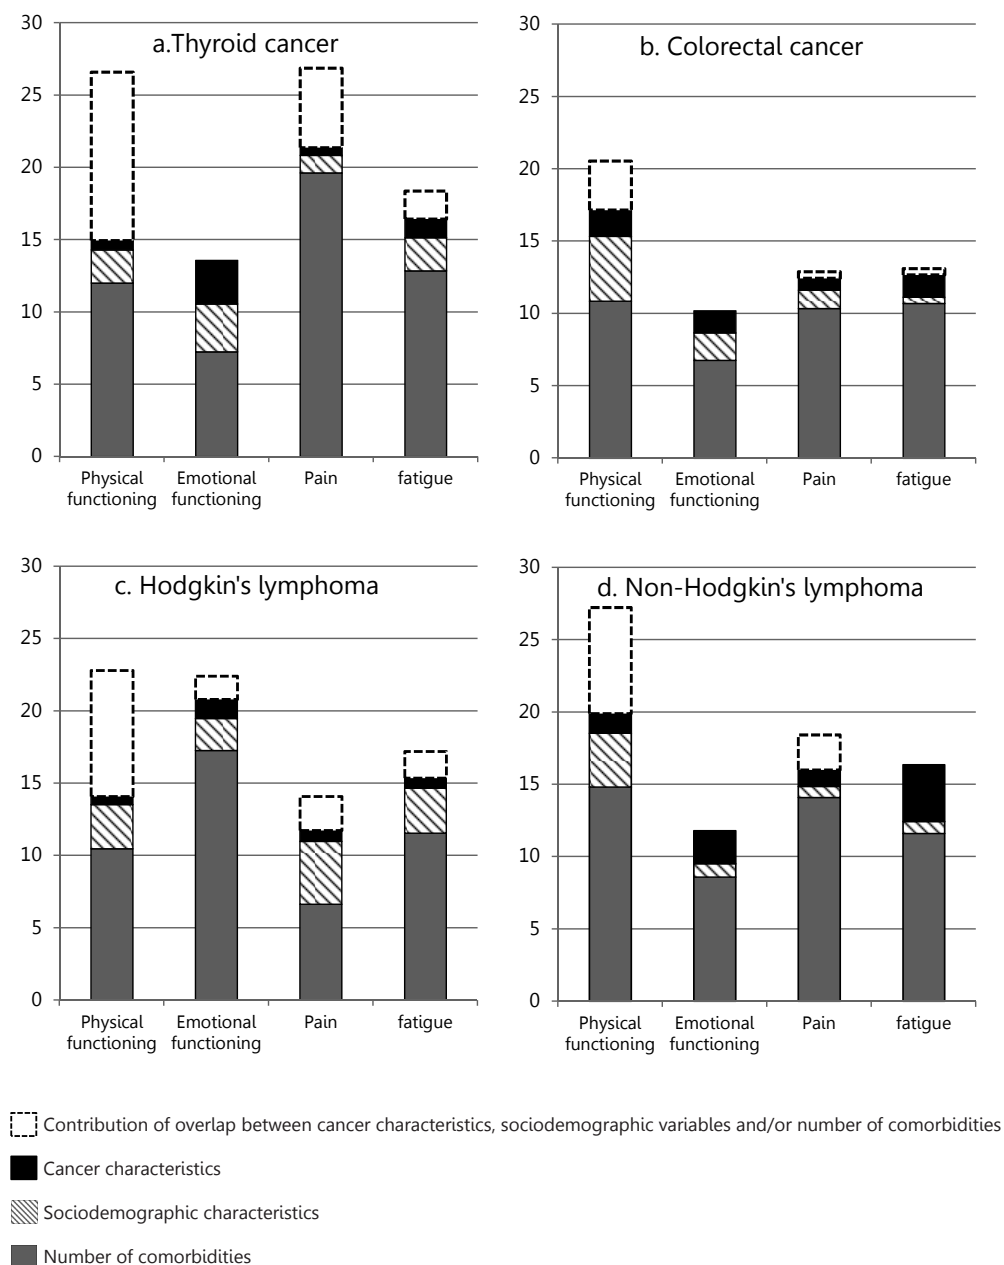 a.Thyroid cancer
30
25
20
15
10
5
0
Physical functioning
Emotional functioning
Pain
fatigue
b. Colorectal cancer
30
25
20
15
10
5
0
Physical functioning
Emotional functioning
Pain
fatigue
c. Hodgkin's lymphoma
30
25
20
15
10
5
0
Physical functioning
Emotional functioning
Pain
fatigue
d. Non-Hodgkin's lymphoma
30
25
20
15
10
5
0
Physical functioning
Emotional functioning
Pain
fatigue
Contribution of overlap between cancer characteristics, sociodemographic variables and/or number of comorbidities
Cancer characteristics
Sociodemographic characteristics
Number of comorbidities